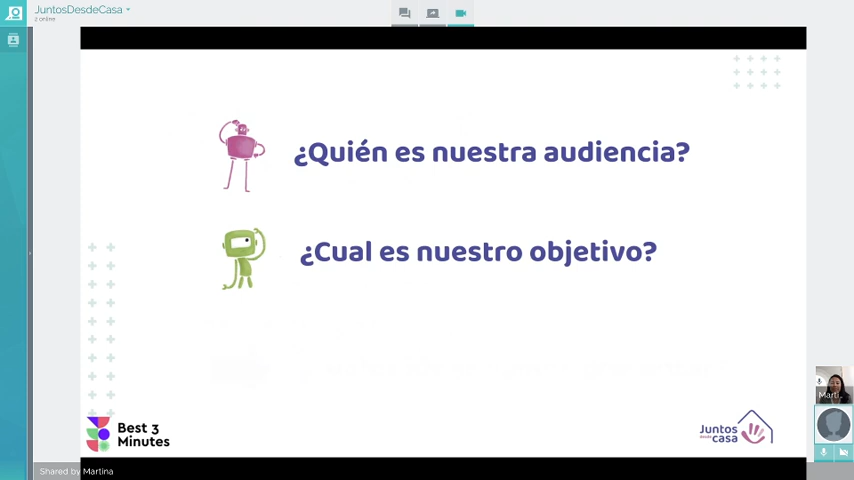 JuntosDesdeCasa
2 online
¿Quién es nuestra audiencia?
¿Cual es nuestro objetivo?
Best 3
Minutes
Juntos
desde
casa
Marti...
Shared by Martina